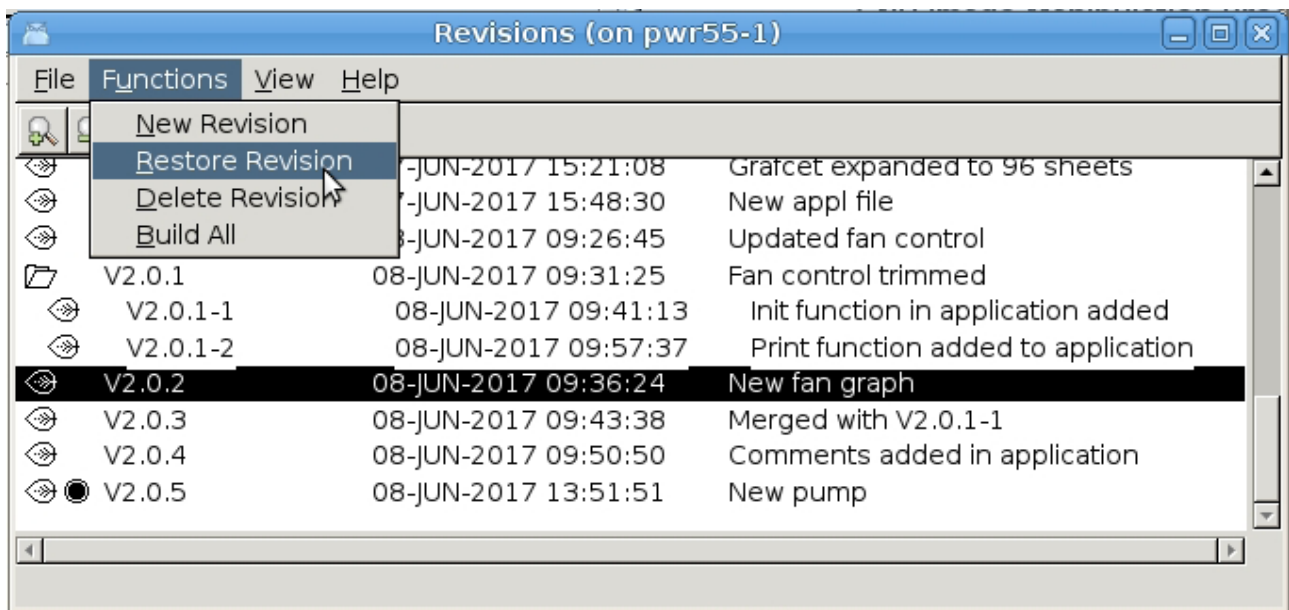 Revisions (on pwr55-1)
File Functions View Help
New Revision
Restore Revision
Delete Revision
Build All
-JUN-2017 15:21:08 Grafcet expanded to 96 sheets
-JUN-2017 15:48:30 New appl file
-JUN-2017 09:26:45 Updated fan control
V2.0.1 08-JUN-2017 09:31:25 Fan control trimmed
V2.0.1-1 08-JUN-2017 09:41:13 Init function in application added
V2.0.1-2 08-JUN-2017 09:57:37 Print function added to application
V2.0.2 08-JUN-2017 09:36:24 New fan graph
V2.0.3 08-JUN-2017 09:43:38 Merged with V2.0.1-1
V2.0.4 08-JUN-2017 09:50:50 Comments added in application
V2.0.5 08-JUN-2017 13:51:51 New pump